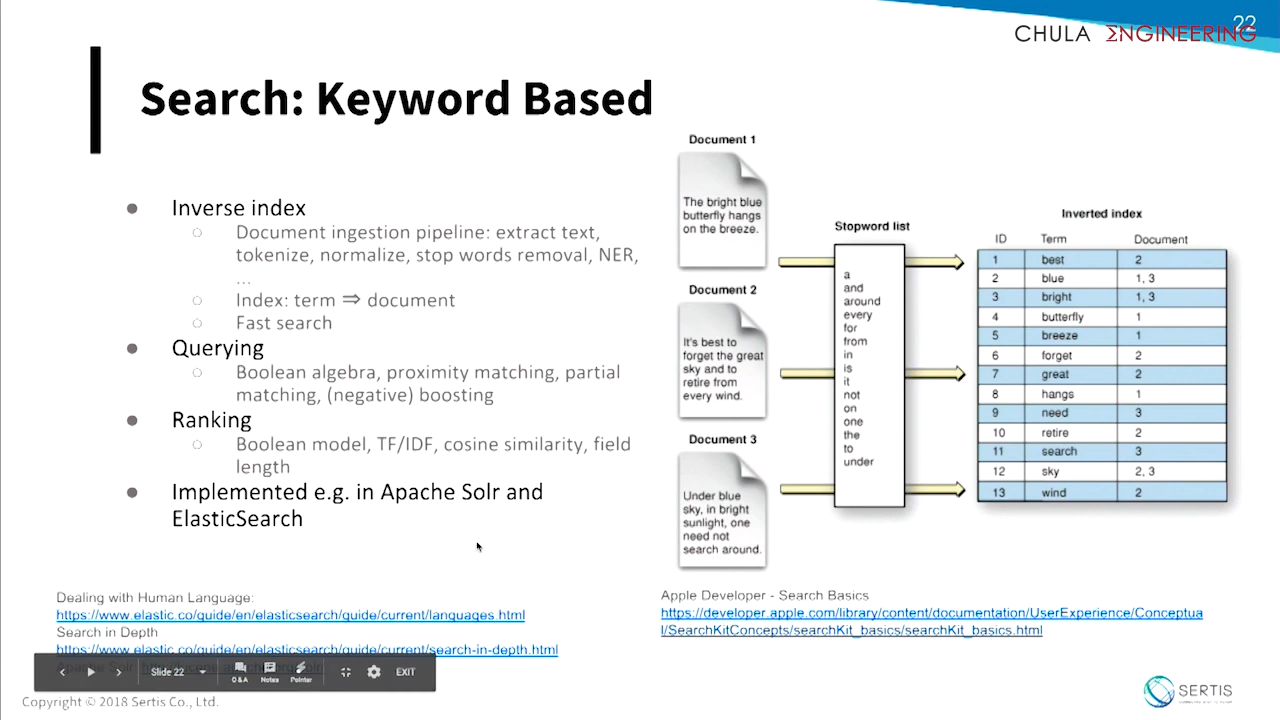 22
CHULA ΣNGINEERING
Search: Keyword Based
● Inverse index
○ Document ingestion pipeline: extract text,
tokenize, normalize, stop words removal, NER,
...
○ Index: term ⇒ document
○ Fast search
● Querying
○ Boolean algebra, proximity matching, partial
matching, (negative) boosting
● Ranking
○ Boolean model, TF/IDF, cosine similarity, field
length
● Implemented e.g. in Apache Solr and
ElasticSearch
Document 1
The bright blue
butterfly hangs
on the breeze.
Document 2
It's best to
forget the great
sky and to
retire from
every wind.
Document 3
Under blue
sky, in bright
sunlight, one
need not
search around.
Stopword list
a
and
around
every
for
from
in
is
it
not
on
one
the
to
under
Inverted index
ID Term Document
1 best 2
2 blue 1, 3
3 bright 1, 3
4 butterfly 1
5 breeze 1
6 forget 2
7 great 2
8 hangs 1
9 need 3
10 retire 2
11 search 3
12 sky 2, 3
13 wind 2
Dealing with Human Language:
https://www.elastic.co/guide/en/elasticsearch/guide/current/languages.html
Search in Depth
https://www.elastic.co/guide/en/elasticsearch/guide/current/search-in-depth.html
Apple Developer - Search Basics
https://developer.apple.com/library/content/documentation/UserExperience/Conceptua
l/SearchKitConcepts/searchKit_basics/searchKit_basics.html
Slide 22
Q&A
Notes
Pointer
EXIT
Copyright © 2018 Sertis Co., Ltd.
SERTIS